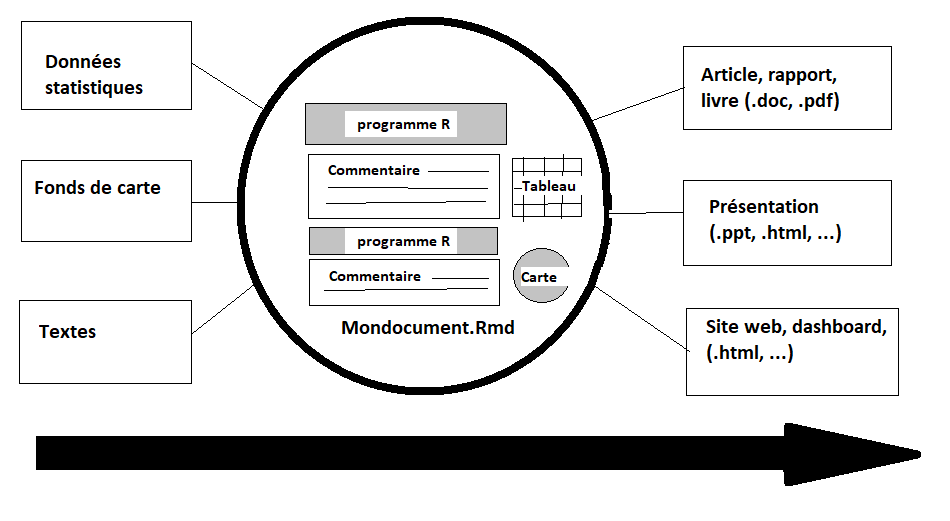 Données
statistiques
Fonds de carte
Textes
programme R
Commentaire
Tableau
programme R
Commentaire
Carte
Mondocument.Rmd
Article, rapport,
livre (.doc, .pdf)
Présentation
(.ppt, .html, ...)
Site web, dashboard,
(.html, ...)